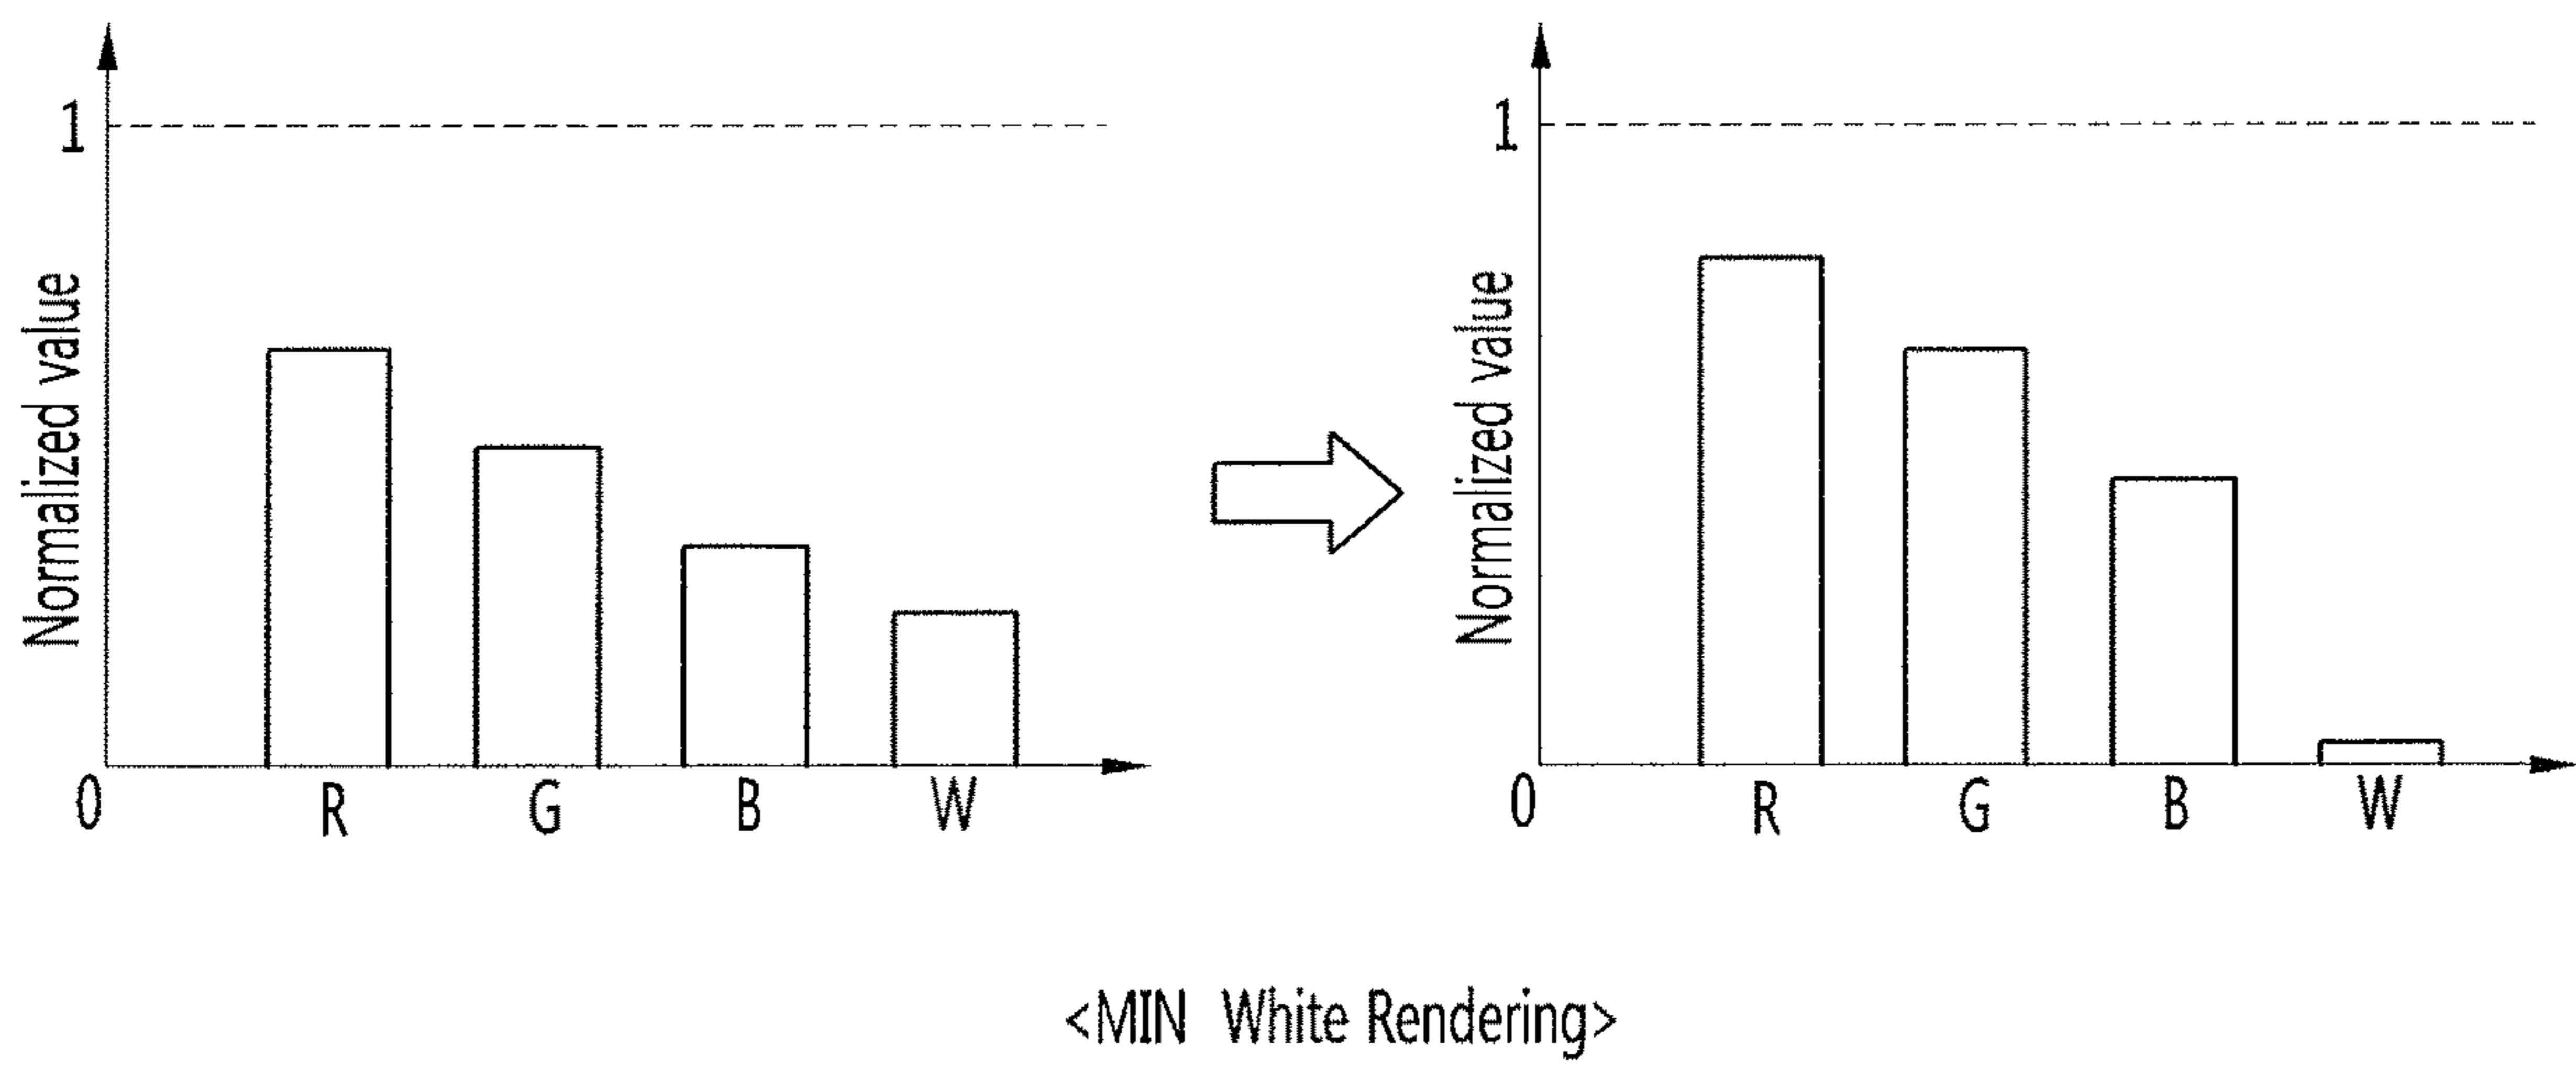 1
Normalized value
0
R G B W
1
Normalized value
0
R G B W
<MIN White Rendering>